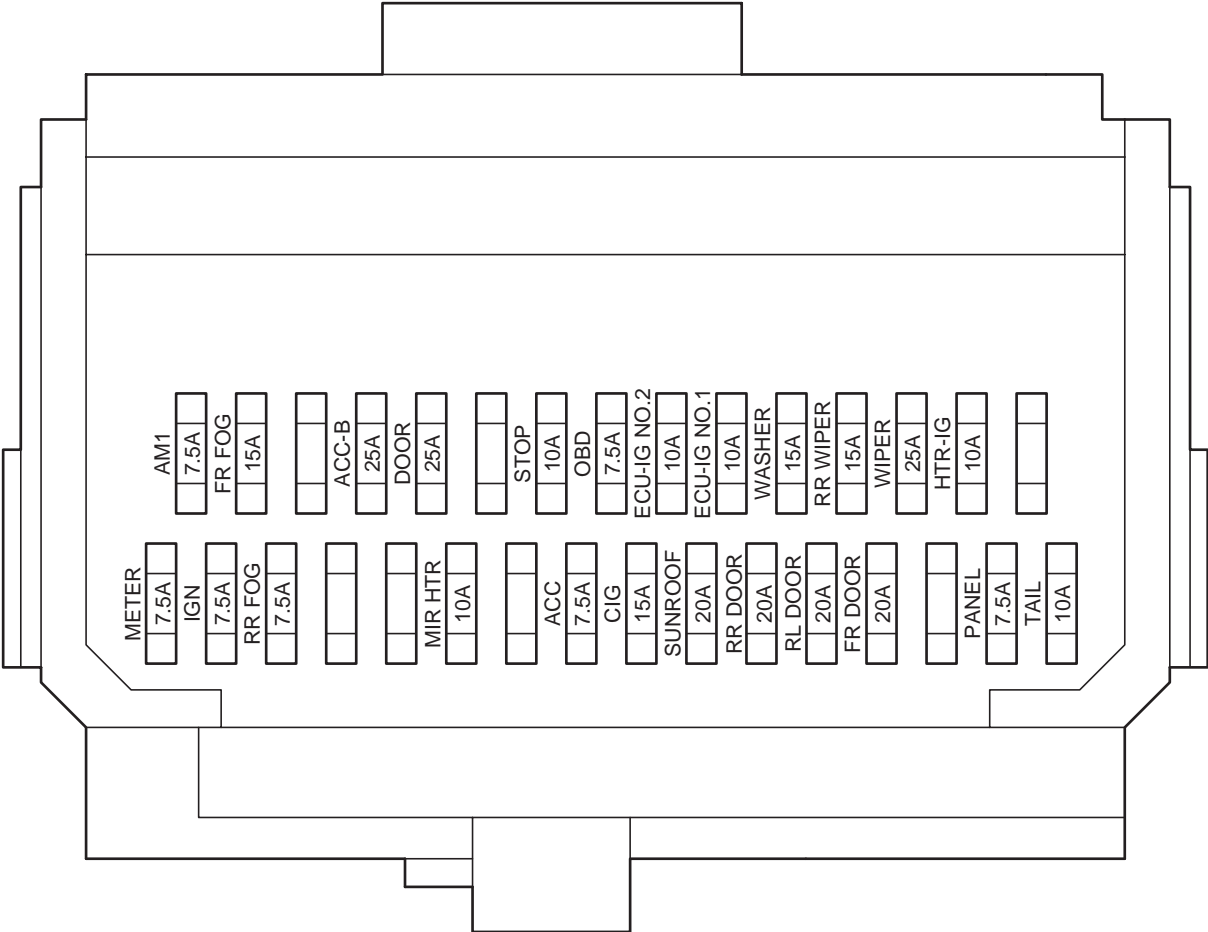 AM1
7.5A
FR FOG
15A
ACC-B
25A
DOOR
25A
STOP
10A
OBD
7.5A
ECU-IG NO.2
10A
ECU-IG NO.1
10A
WASHER
15A
RR WIPER
15A
WIPER
25A
HTR-IG
10A
METER
7.5A
IGN
7.5A
RR FOG
7.5A
MIR HTR
10A
ACC
7.5A
CIG
15A
SUNROOF
20A
RR DOOR
20A
RL DOOR
20A
FR DOOR
20A
PANEL
7.5A
TAIL
10A